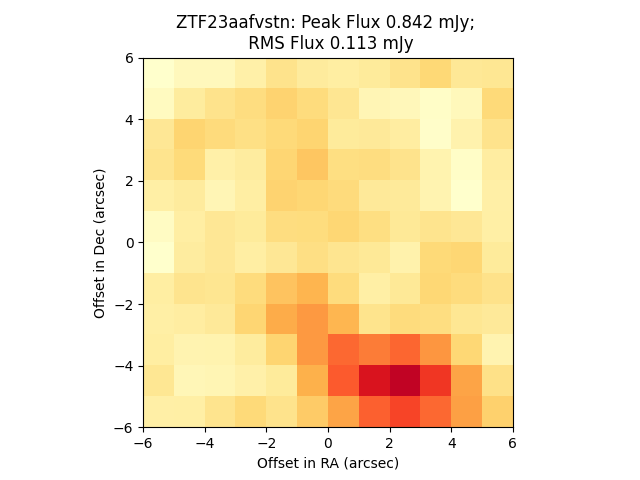 ZTF23aafvstn: Peak Flux 0.842 mJy;
RMS Flux 0.113 mJy
6
4
2
0
−2
−4
−6
Offset in Dec (arcsec)
−6 −4 −2 0 2 4 6
Offset in RA (arcsec)